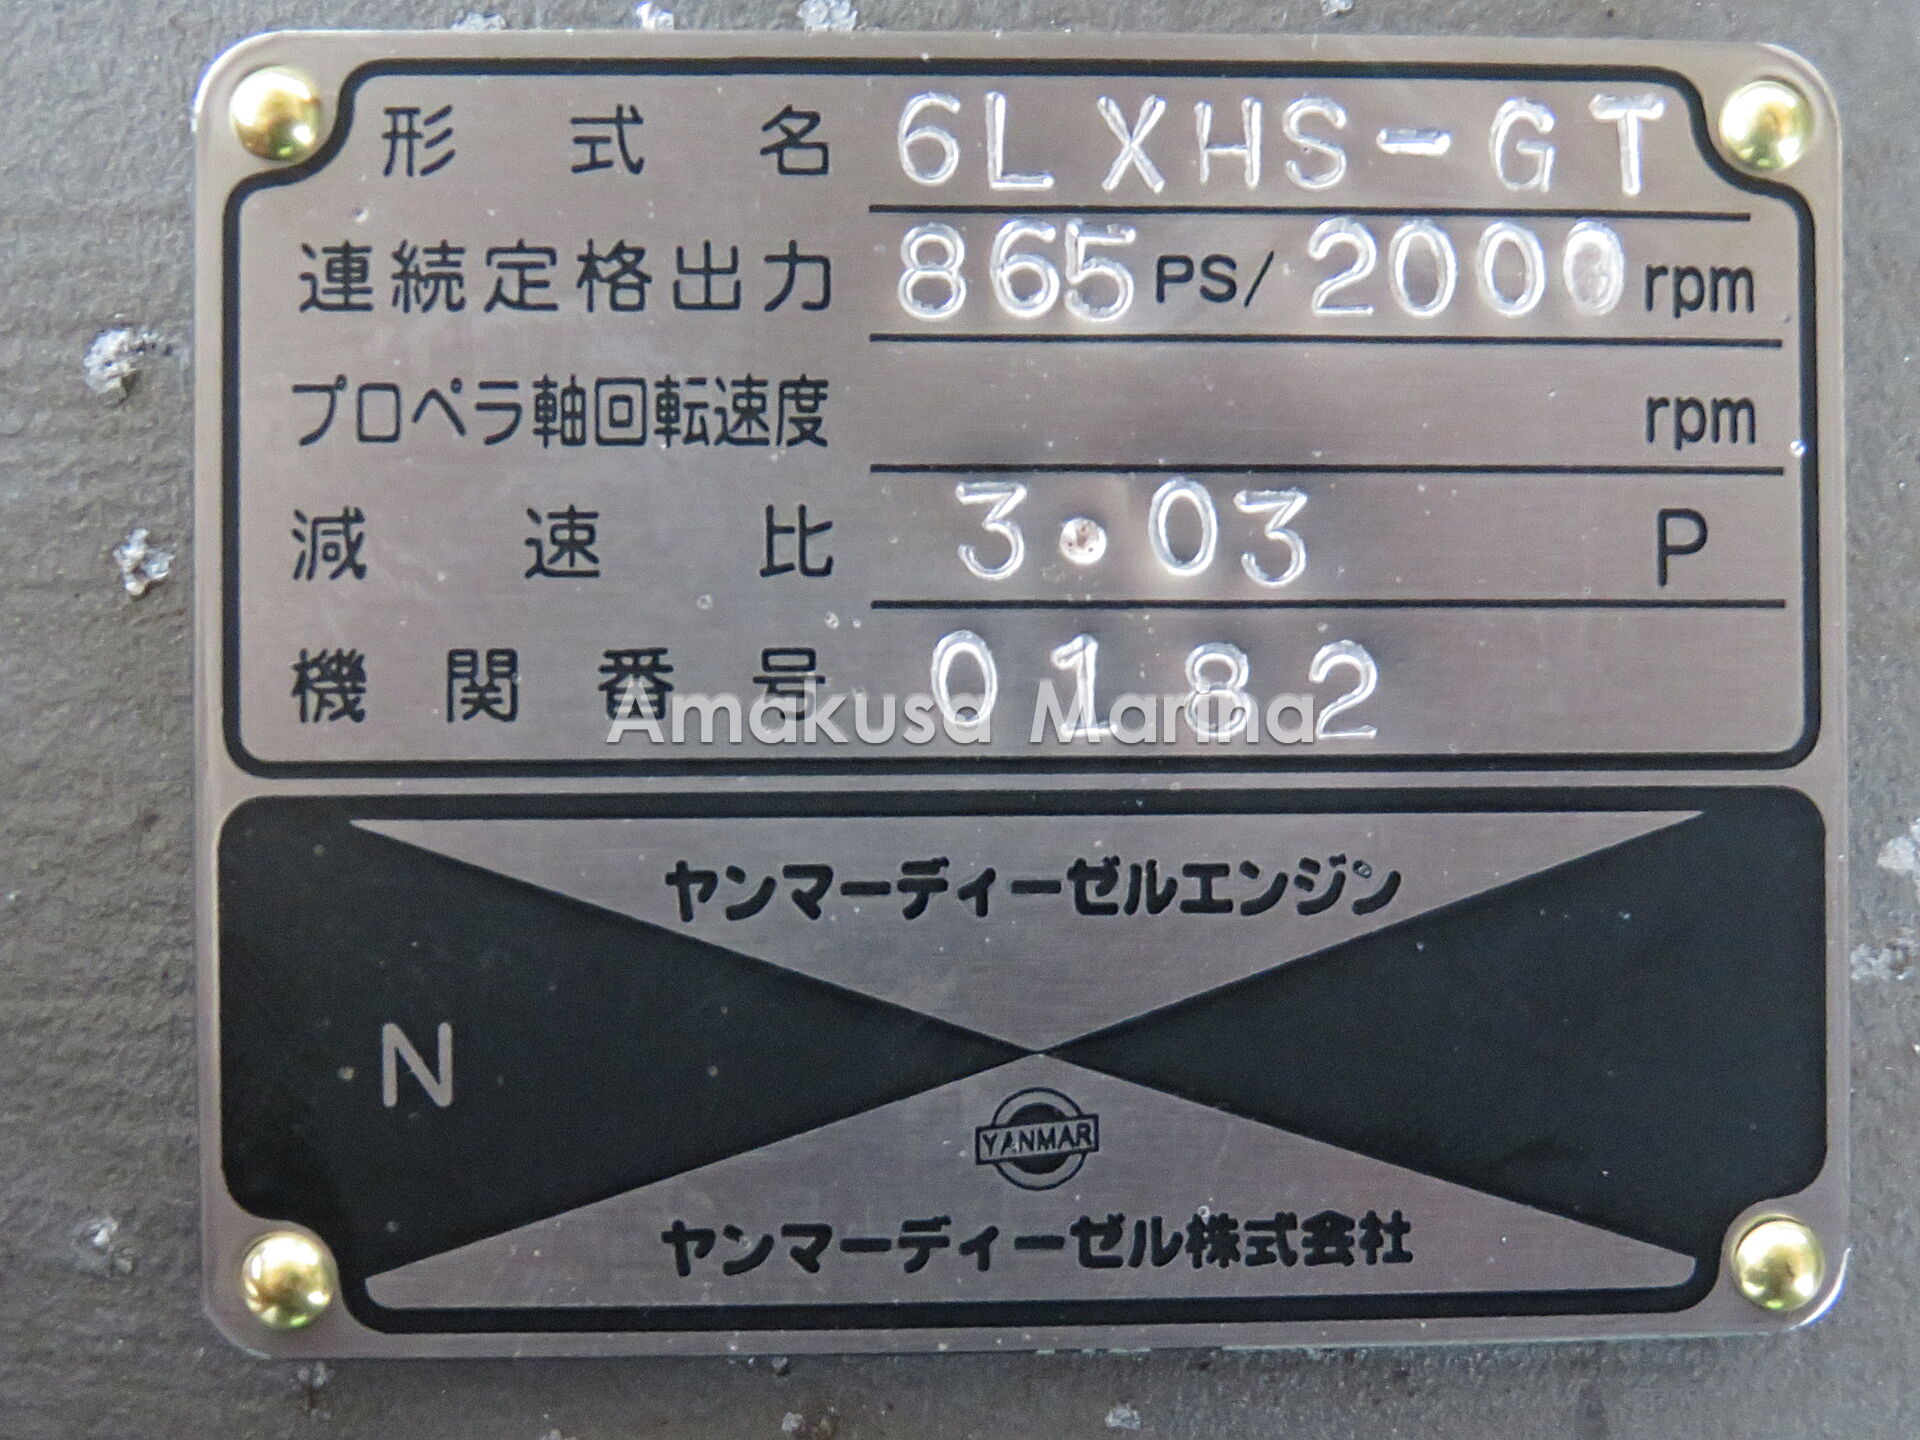 形式名 6LXHS-GT
連続定格出力 865 PS/ 2000 rpm
プロペラ軸回転速度 rpm
減速比 3.03 P
機関番号 0182
Amakusa Marina
ヤンマーディーゼルエンジン
N
YANMAR
ヤンマーディーゼル株式会社